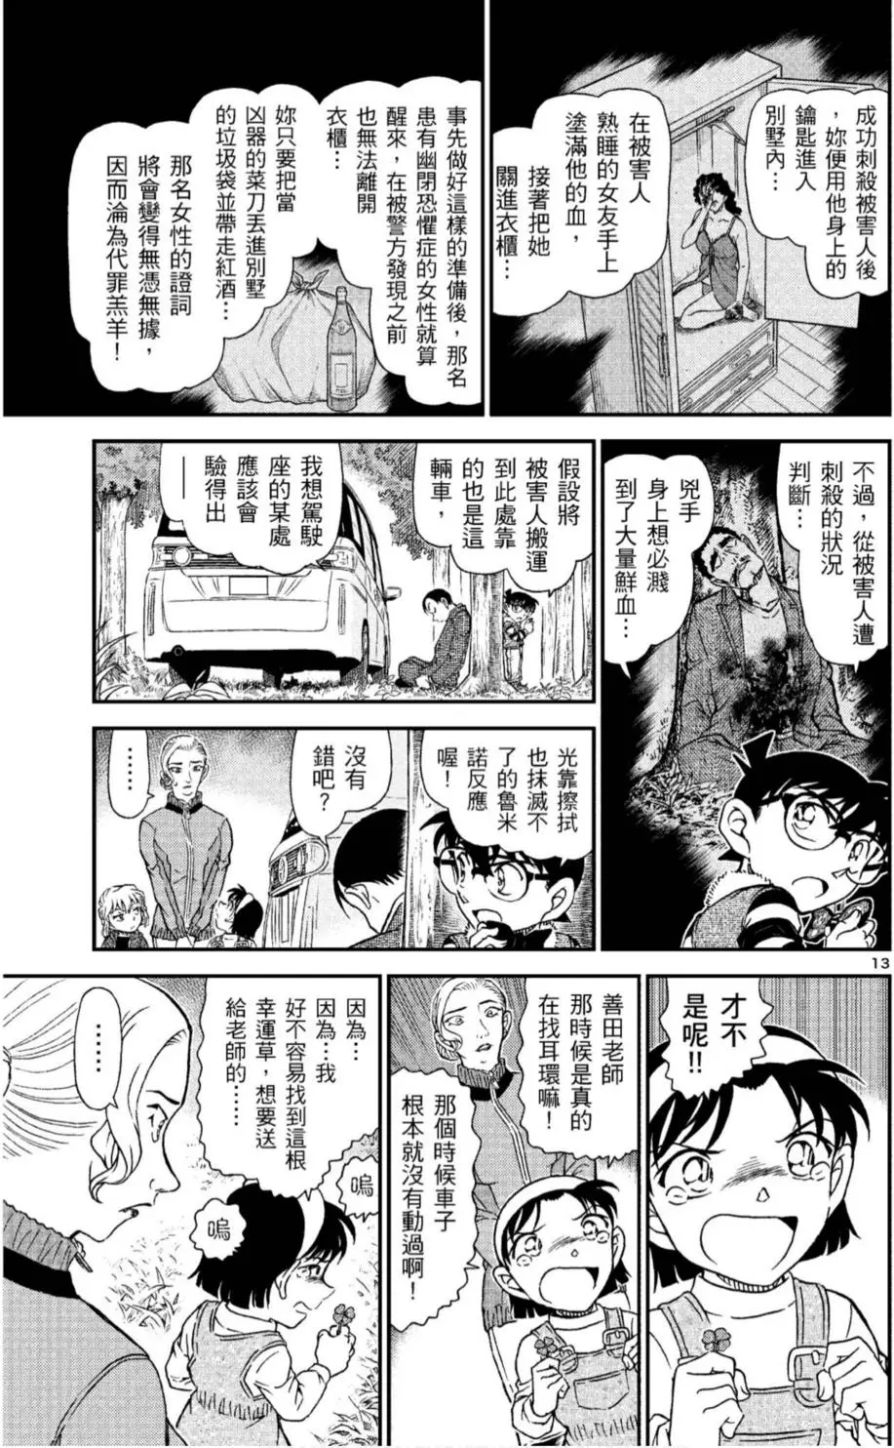 成功刺殺被害人後
，妳便用他身上的
鑰匙進入
別墅內…
在被害人
熟睡的女友手上
塗滿他的血，
接著把她
關進衣櫃…
事先做好這樣的準備後，那名
患有幽閉恐懼症的女性就算
醒來，在被警方發現之前
也無法離開
衣櫃…
妳只要把當
凶器的菜刀丟進別墅
的垃圾袋並帶走紅酒…
那名女性的證詞
將會變得無憑無據，
因而淪為代罪羔羊！
不過，從被害人遭
刺殺的狀況
判斷…
兇手
身上想必濺
到了大量鮮血…
假設將
被害人搬運
到此處靠
的也是這
輛車，
我想駕駛
座的某處
應該會
驗得出
──
光靠擦拭
也抹滅不
了的魯米
諾反應
喔！
沒有
錯吧？
……
13
才不
是呢!!
善田老師
那時候是真的
在找耳環嘛！
那個時候車子
根本就沒有動過啊！
因為…
因為…我
好不容易找到這根
幸運草，想要送
給老師的……
嗚
嗚
……